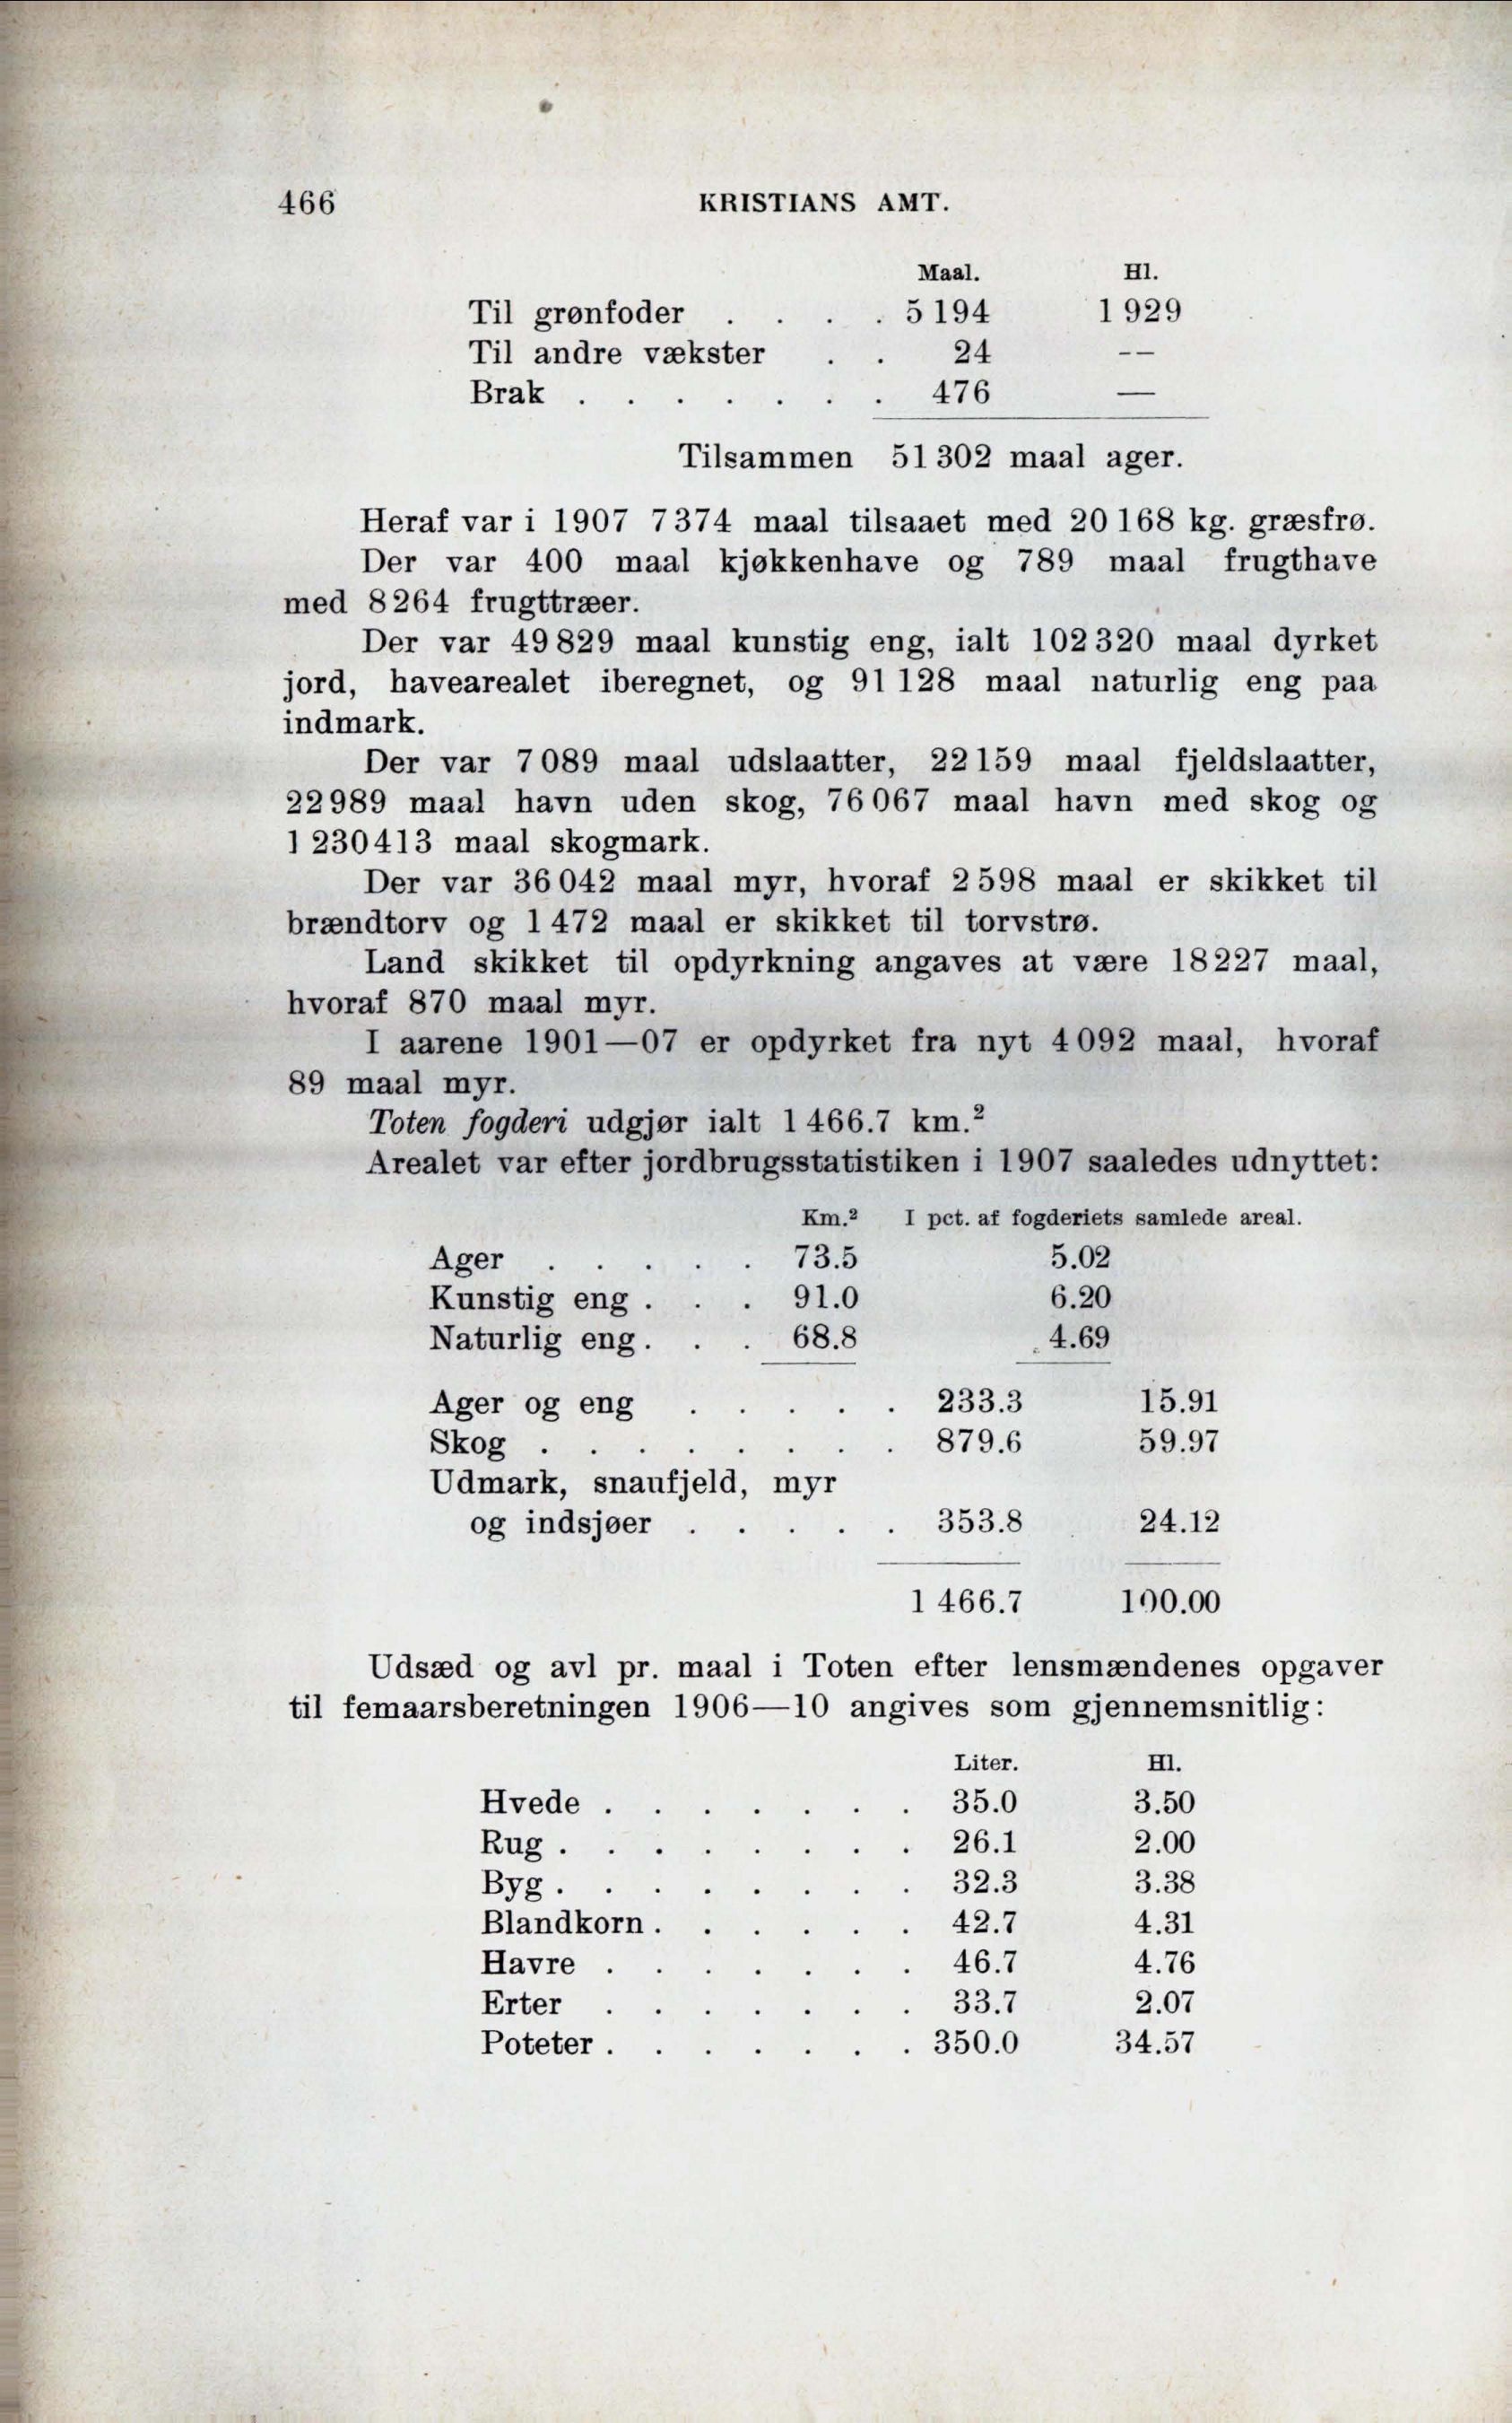 466 KRISTIANS AMT.
Maal. Hl.
Til grønfoder . . . . 5 194 1 929
Til andre vækster . . 24 —
Brak . . . . . . . 476 —
Tilsammen 51 302 maal ager.
Heraf var i 1907 7 374 maal tilsaaet med 20 168 kg. græsfrø.
Der var 400 maal kjøkkenhave og 789 maal frugthave
med 8 264 frugttræer.
Der var 49 829 maal kunstig eng, ialt 102 320 maal dyrket
jord, havearealet iberegnet, og 91 128 maal naturlig eng paa
indmark.
Der var 7 089 maal udslaatter, 22 159 maal fjeldslaatter,
22 989 maal havn uden skog, 76 067 maal havn med skog og
1 230 413 maal skogmark.
Der var 36 042 maal myr, hvoraf 2 598 maal er skikket til
brændtorv og 1 472 maal er skikket til torvstrø.
Land skikket til opdyrkning angaves at være 18 227 maal,
hvoraf 870 maal myr.
I aarene 1901—07 er opdyrket fra nyt 4 092 maal, hvoraf
89 maal myr.
Toten fogderi udgjør ialt 1 466.7 km.²
Arealet var efter jordbrugsstatistiken i 1907 saaledes udnyttet:
Km.² I pct. af fogderiets samlede areal.
Ager . . . . . 73.5 5.02
Kunstig eng . . . 91.0 6.20
Naturlig eng . . . 68.8 4.69
Ager og eng . . . . . 233.3 15.91
Skog . . . . . . . . 879.6 59.97
Udmark, snaufjeld, myr
og indsjøer . . . . . 353.8 24.12
1 466.7 100.00
Udsæd og avl pr. maal i Toten efter lensmændenes opgaver
til femaarsberetningen 1906—10 angives som gjennemsnitlig:
Liter. Hl.
Hvede . . . . . . . 35.0 3.50
Rug . . . . . . . . 26.1 2.00
Byg . . . . . . . . 32.3 3.38
Blandkorn . . . . . . 42.7 4.31
Havre . . . . . . . 46.7 4.76
Erter . . . . . . . 33.7 2.07
Poteter . . . . . . . 350.0 34.57